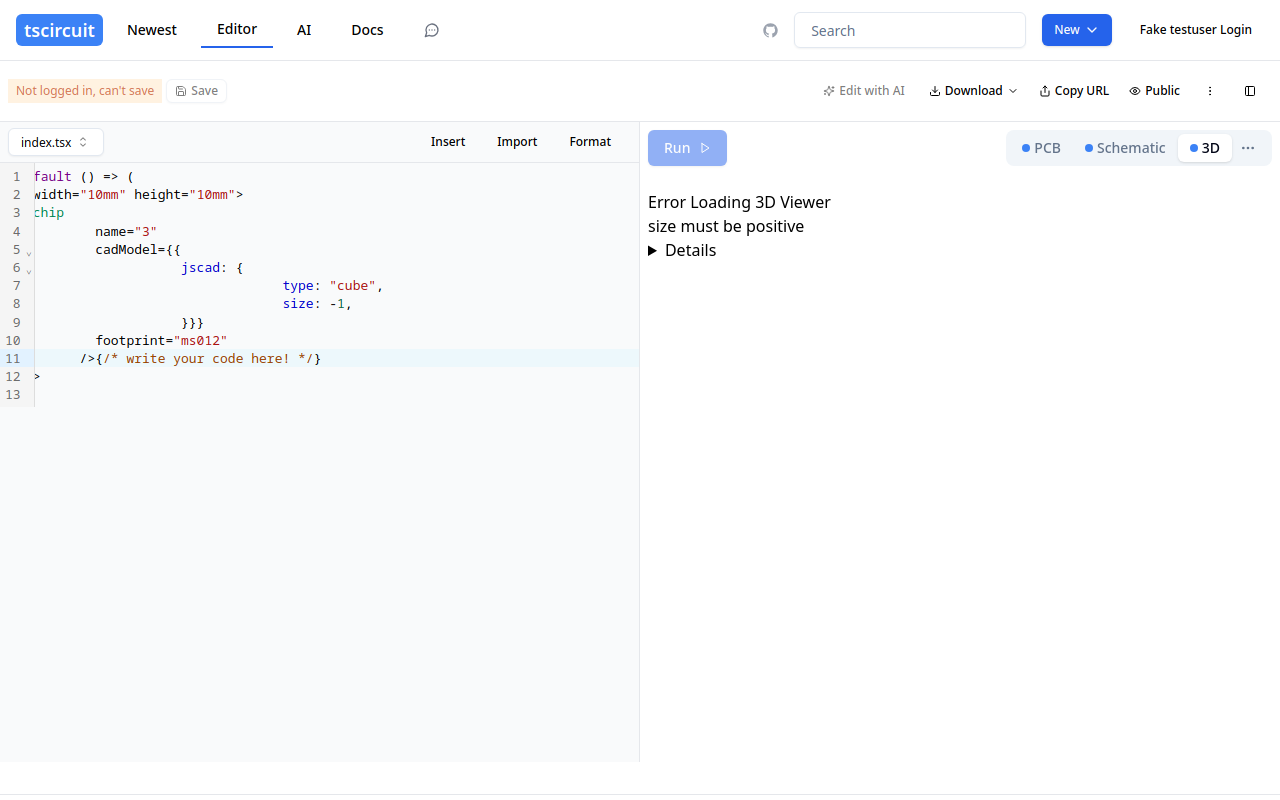 tscircuit Newest Editor AI Docs Search New Fake testuser Login
Not logged in, can't save Save Edit with AI Download Copy URL Public
index.tsx Insert Import Format Run PCB Schematic 3D
1 fault () => (
2 width="10mm" height="10mm">
3 chip
4 name="3"
5 cadModel={{
6 jscad: {
7 type: "cube",
8 size: -1,
9 }}}
10 footprint="ms012"
11 />{/* write your code here! */}
12 >
13
Error Loading 3D Viewer
size must be positive
Details